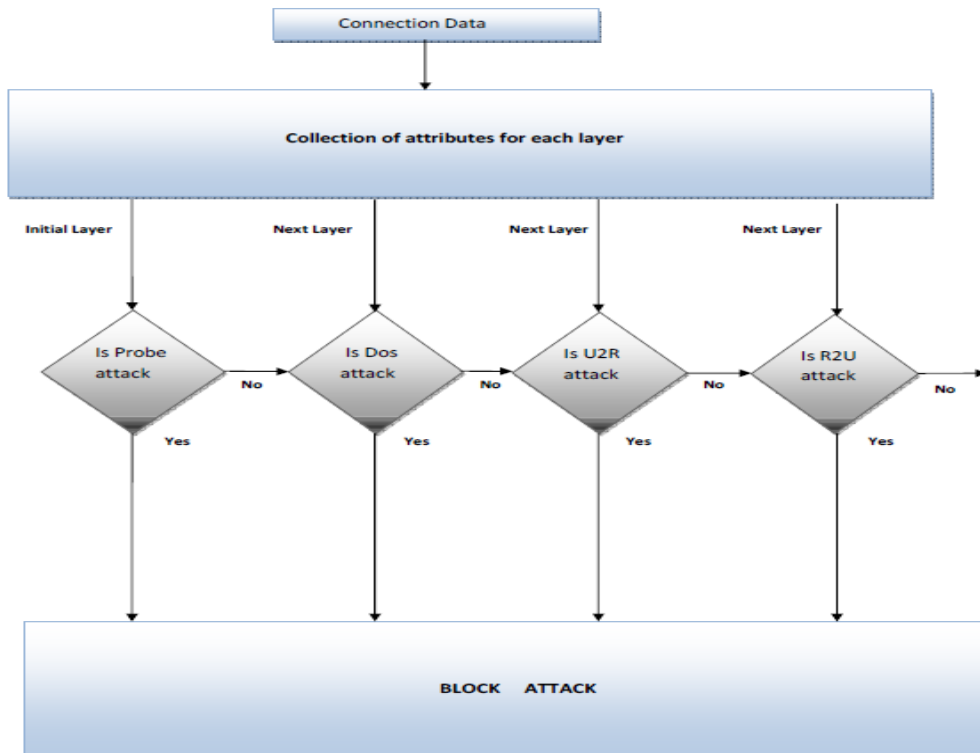 Connection Data
Collection of attributes for each layer
Initial Layer
Next Layer
Next Layer
Next Layer
Is Probe
attack
No
Is Dos
attack
No
Is U2R
attack
No
Is R2U
attack
No
Yes
Yes
Yes
Yes
BLOCK ATTACK